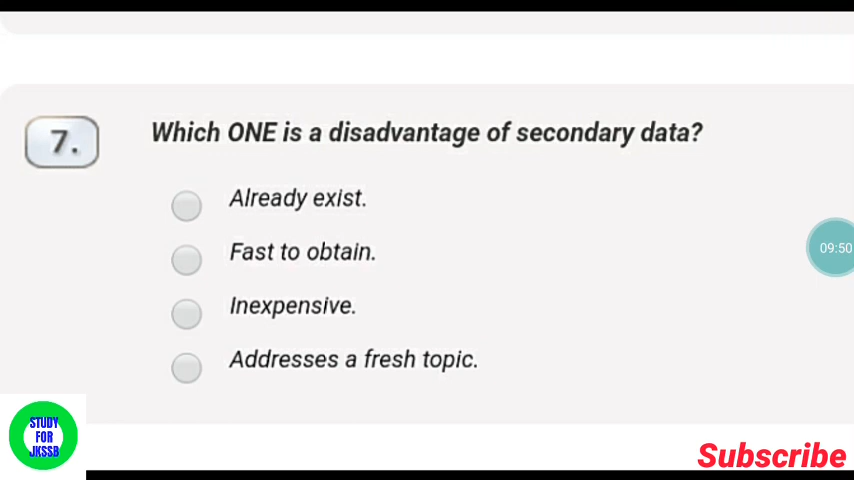 7.
Which ONE is a disadvantage of secondary data?
Already exist.
Fast to obtain.
Inexpensive.
Addresses a fresh topic.
09:50
STUDY
FOR
JKSSB
Subscribe